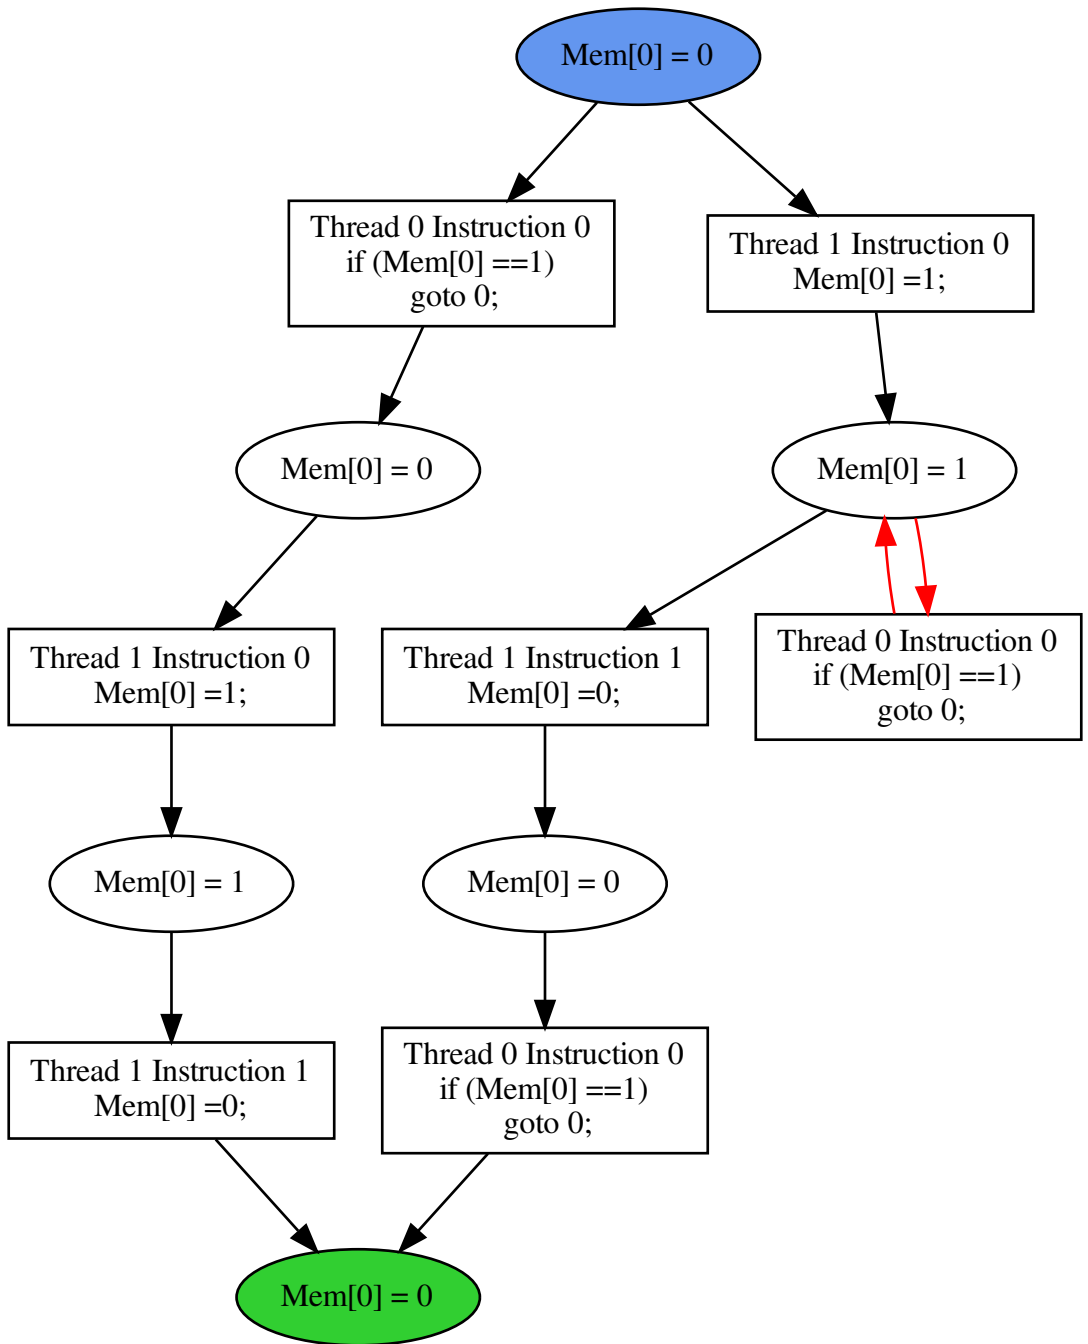 Mem[0] = 0
Thread 0 Instruction 0
if (Mem[0] ==1)
goto 0;
Thread 1 Instruction 0
Mem[0] =1;
Mem[0] = 0
Mem[0] = 1
Thread 1 Instruction 0
Mem[0] =1;
Thread 1 Instruction 1
Mem[0] =0;
Thread 0 Instruction 0
if (Mem[0] ==1)
goto 0;
Mem[0] = 1
Mem[0] = 0
Thread 1 Instruction 1
Mem[0] =0;
Thread 0 Instruction 0
if (Mem[0] ==1)
goto 0;
Mem[0] = 0